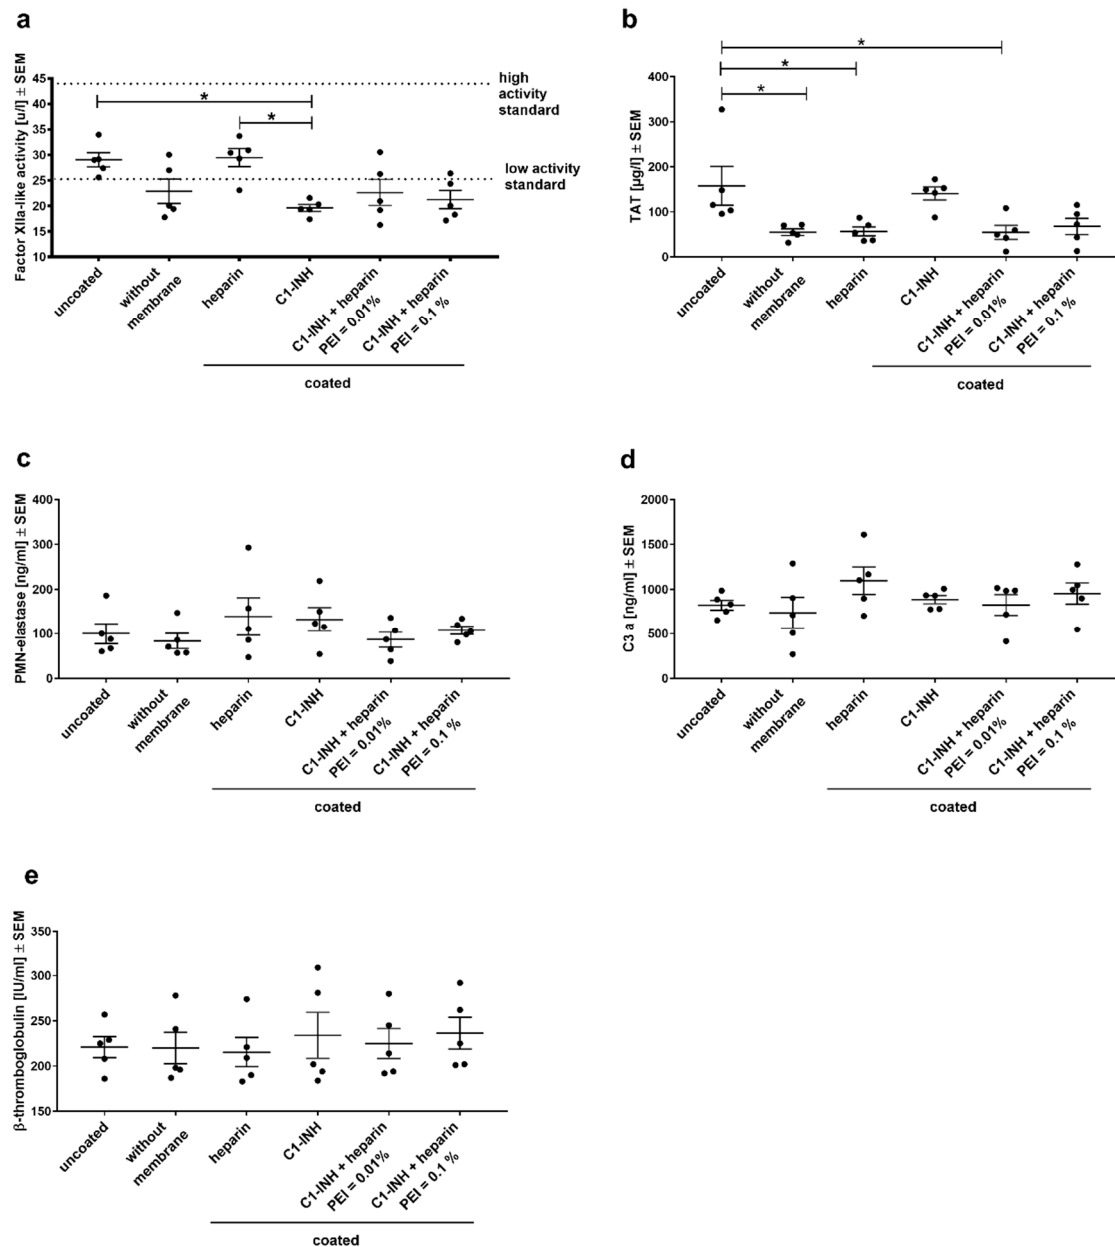 a
Factor XIIa-like activity [u/l] ± SEM
45
40
35
30
25
20
15
10
high
activity
standard
low activity
standard
*
*
uncoated
without
membrane
heparin
C1-INH
C1-INH + heparin
PEI = 0.01%
C1-INH + heparin
PEI = 0.1 %
coated
b
TAT [µg/l] ± SEM
400
300
200
100
0
*
*
*
uncoated
without
membrane
heparin
C1-INH
C1-INH + heparin
PEI = 0.01%
C1-INH + heparin
PEI = 0.1 %
coated
c
PMN-elastase [ng/ml] ± SEM
400
300
200
100
0
uncoated
without
membrane
heparin
C1-INH
C1-INH + heparin
PEI = 0.01%
C1-INH + heparin
PEI = 0.1 %
coated
d
C3 a [ng/ml] ± SEM
2000
1500
1000
500
0
uncoated
without
membrane
heparin
C1-INH
C1-INH + heparin
PEI = 0.01%
C1-INH + heparin
PEI = 0.1 %
coated
e
β-thromboglobulin [IU/ml] ± SEM
350
300
250
200
150
uncoated
without
membrane
heparin
C1-INH
C1-INH + heparin
PEI = 0.01%
C1-INH + heparin
PEI = 0.1 %
coated